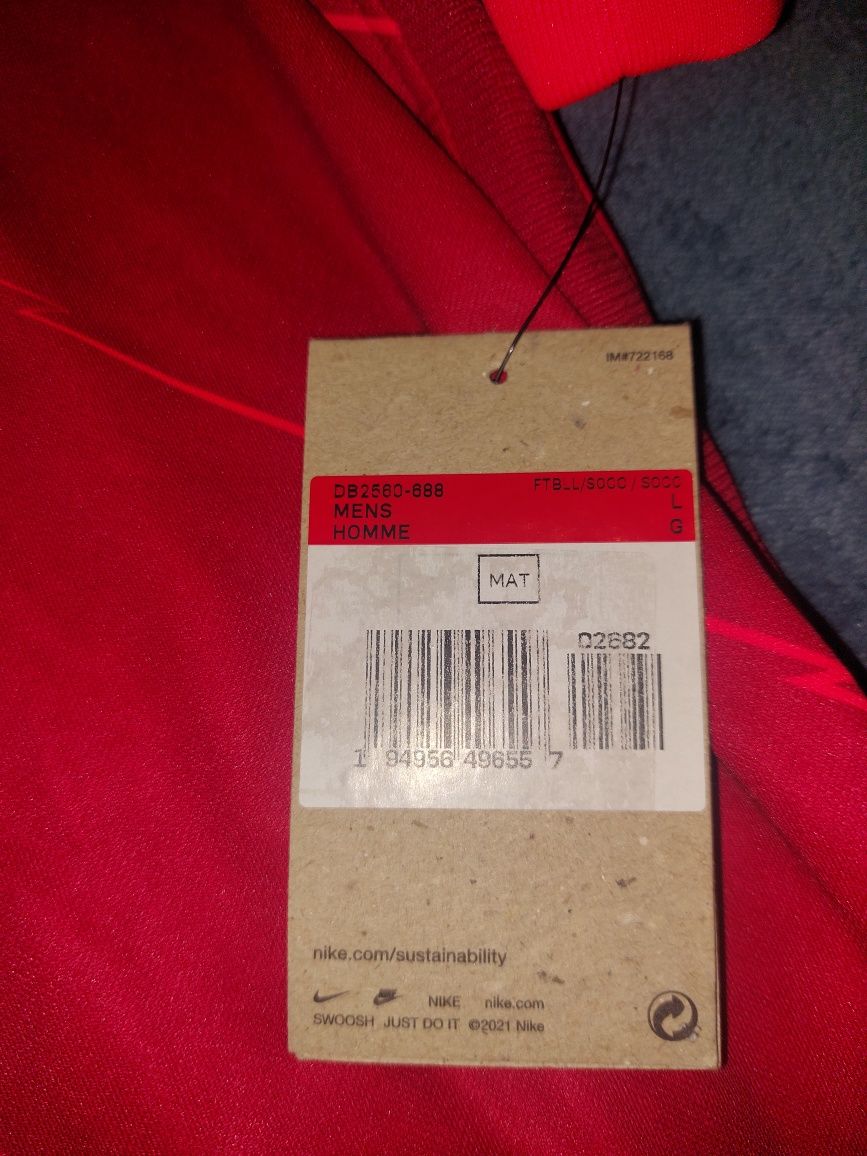 IM#722168
DB2560-688 FTBLL/SOCC / SOCC
MENS L
HOMME G
MAT
02682
1 94956 49655 7
nike.com/sustainability
NIKE nike.com
SWOOSH JUST DO IT ©2021 Nike